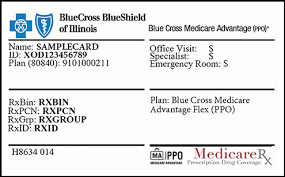 BlueCross BlueShield
of Illinois
Blue Cross Medicare Advantage (PPO)℠
Name: SAMPLECARD
ID: XOD123456789
Plan (80840): 9101000211
Office Visit: S
Specialist: S
Emergency Room: S
RxBin: RXBIN
RxPCN: RXPCN
RxGrp: RXGROUP
RxID: RXID
Plan: Blue Cross Medicare
Advantage Flex (PPO)
H8634 014
MA PPO
MEDICARE ADVANTAGE
MedicareRx
Prescription Drug Coverage